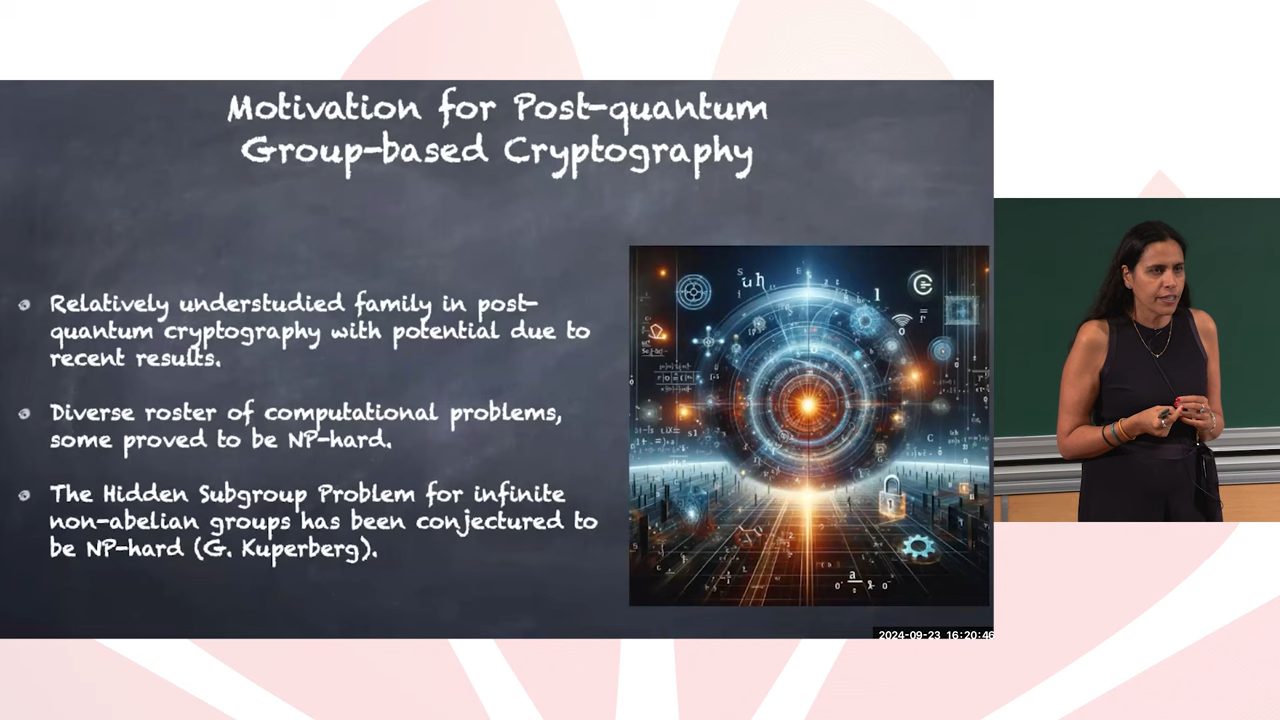 Motivation for Post-quantum
Group-based Cryptography
Relatively understudied family in post-
quantum cryptography with potential due to
recent results.
Diverse roster of computational problems,
some proved to be NP-hard.
The Hidden Subgroup Problem for infinite
non-abelian groups has been conjectured to
be NP-hard (G. Kuperberg).
2024-09-23 16:20:46